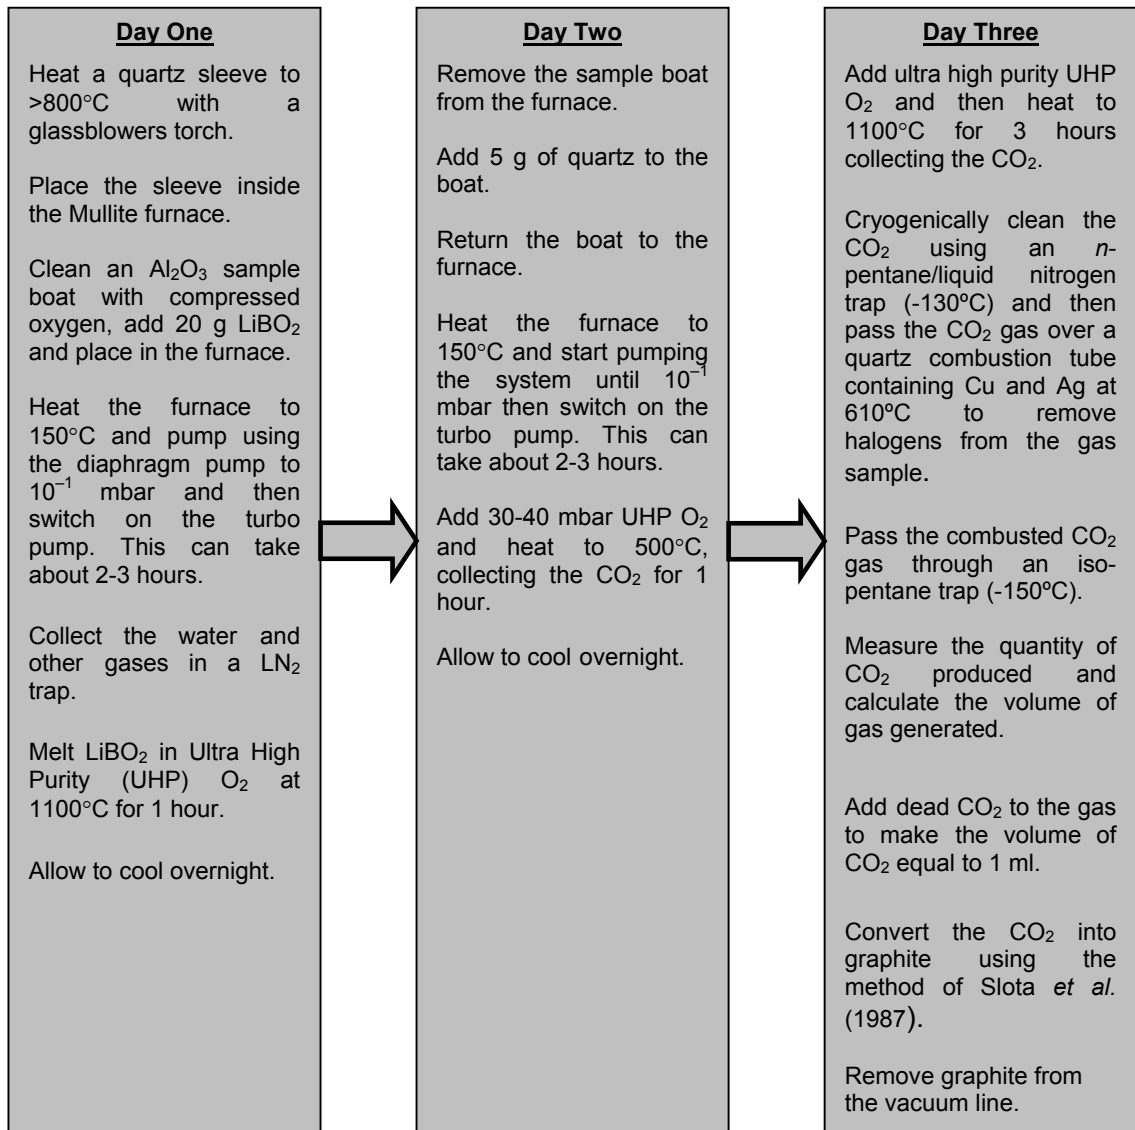 Day One
Heat a quartz sleeve to
>800°C with a
glassblowers torch.
Place the sleeve inside
the Mullite furnace.
Clean an Al₂O₃ sample
boat with compressed
oxygen, add 20 g LiBO₂
and place in the furnace.
Heat the furnace to
150°C and pump using
the diaphragm pump to
10⁻¹ mbar and then
switch on the turbo
pump. This can take
about 2-3 hours.
Collect the water and
other gases in a LN₂
trap.
Melt LiBO₂ in Ultra High
Purity (UHP) O₂ at
1100°C for 1 hour.
Allow to cool overnight.
Day Two
Remove the sample boat
from the furnace.
Add 5 g of quartz to the
boat.
Return the boat to the
furnace.
Heat the furnace to
150°C and start pumping
the system until 10⁻¹
mbar then switch on the
turbo pump. This can
take about 2-3 hours.
Add 30-40 mbar UHP O₂
and heat to 500°C,
collecting the CO₂ for 1
hour.
Allow to cool overnight.
Day Three
Add ultra high purity UHP
O₂ and then heat to
1100°C for 3 hours
collecting the CO₂.
Cryogenically clean the
CO₂ using an n-
pentane/liquid nitrogen
trap (-130ºC) and then
pass the CO₂ gas over a
quartz combustion tube
containing Cu and Ag at
610ºC to remove
halogens from the gas
sample.
Pass the combusted CO₂
gas through an iso-
pentane trap (-150ºC).
Measure the quantity of
CO₂ produced and
calculate the volume of
gas generated.
Add dead CO₂ to the gas
to make the volume of
CO₂ equal to 1 ml.
Convert the CO₂ into
graphite using the
method of Slota et al.
(1987).
Remove graphite from
the vacuum line.